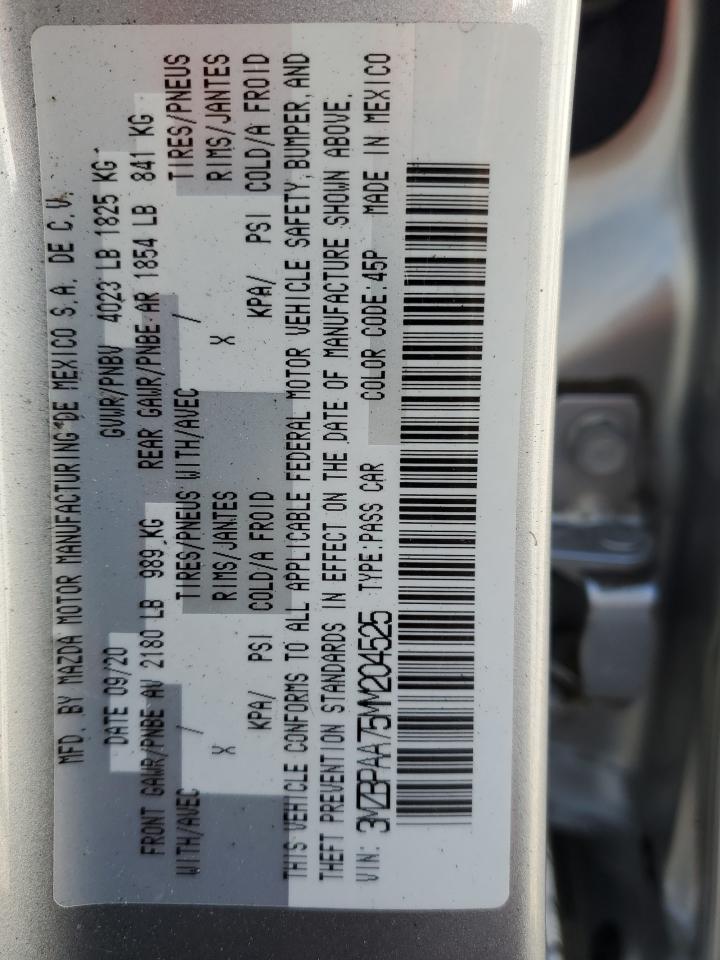 MFD. BY MAZDA MOTOR MANUFACTURING DE MEXICO S.A. DE C.V.
DATE 09/20 GVWR/PNBV 4023 LB 1825 KG
FRONT GAWR/PNBE AV 2180 LB 989 KG REAR GAWR/PNBE AR 1854 LB 841 KG
WITH/AVEC / TIRES/PNEUS WITH/AVEC / TIRES/PNEUS
X RIMS/JANTES X RIMS/JANTES
KPA/ PSI COLD/A FROID KPA/ PSI COLD/A FROID
THIS VEHICLE CONFORMS TO ALL APPLICABLE FEDERAL MOTOR VEHICLE SAFETY, BUMPER, AND
THEFT PREVENTION STANDARDS IN EFFECT ON THE DATE OF MANUFACTURE SHOWN ABOVE.
VIN: 3MZBPAA75MM204525 TYPE:PASS CAR COLOR CODE:45P MADE IN MEXICO